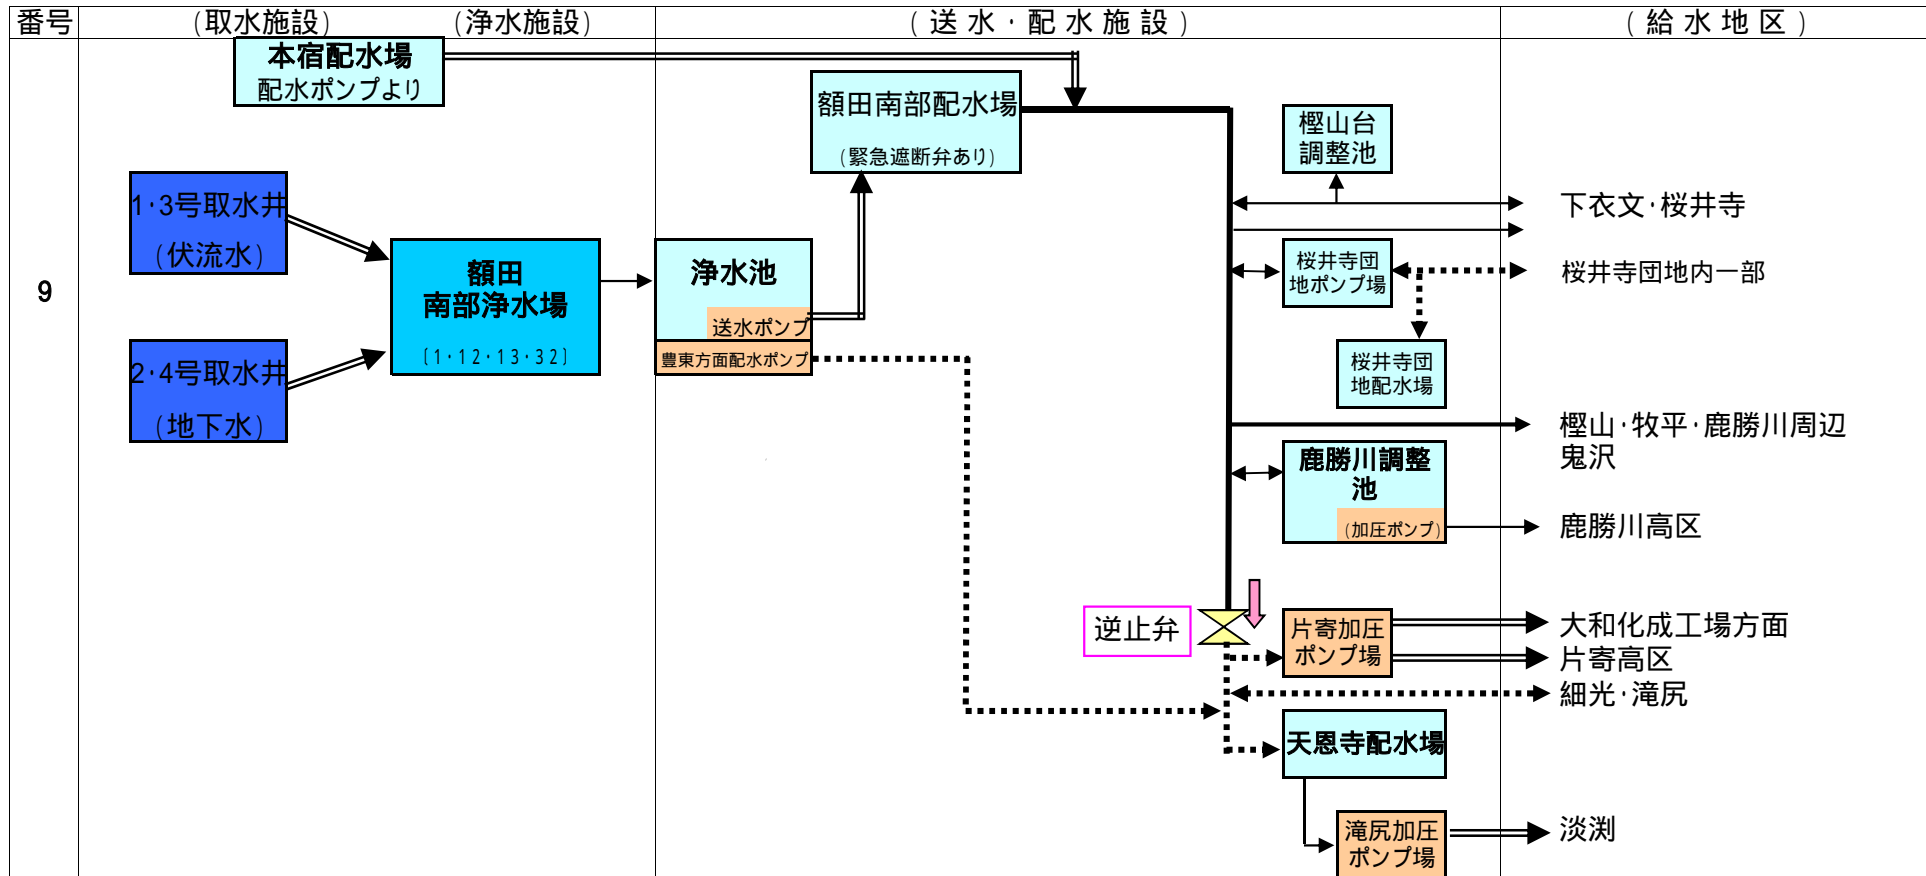 番号
(取水施設)
(浄水施設)
(送水・配水施設)
(給水地区)
本宿配水場
配水ポンプより
額田南部配水場
(緊急遮断弁あり)
樫山台
調整池
1・3号取水井
(伏流水)
下衣文・桜井寺
9
額田
南部浄水場
[1・12・13・32]
浄水池
送水ポンプ
豊東方面配水ポンプ
桜井寺団
地ポンプ場
桜井寺団地内一部
2・4号取水井
(地下水)
桜井寺団
地配水場
樫山・牧平・鹿勝川周辺
鬼沢
鹿勝川調整
池
(加圧ポンプ)
鹿勝川高区
逆止弁
片寄加圧
ポンプ場
大和化成工場方面
片寄高区
細光・滝尻
天恩寺配水場
滝尻加圧
ポンプ場
淡渕